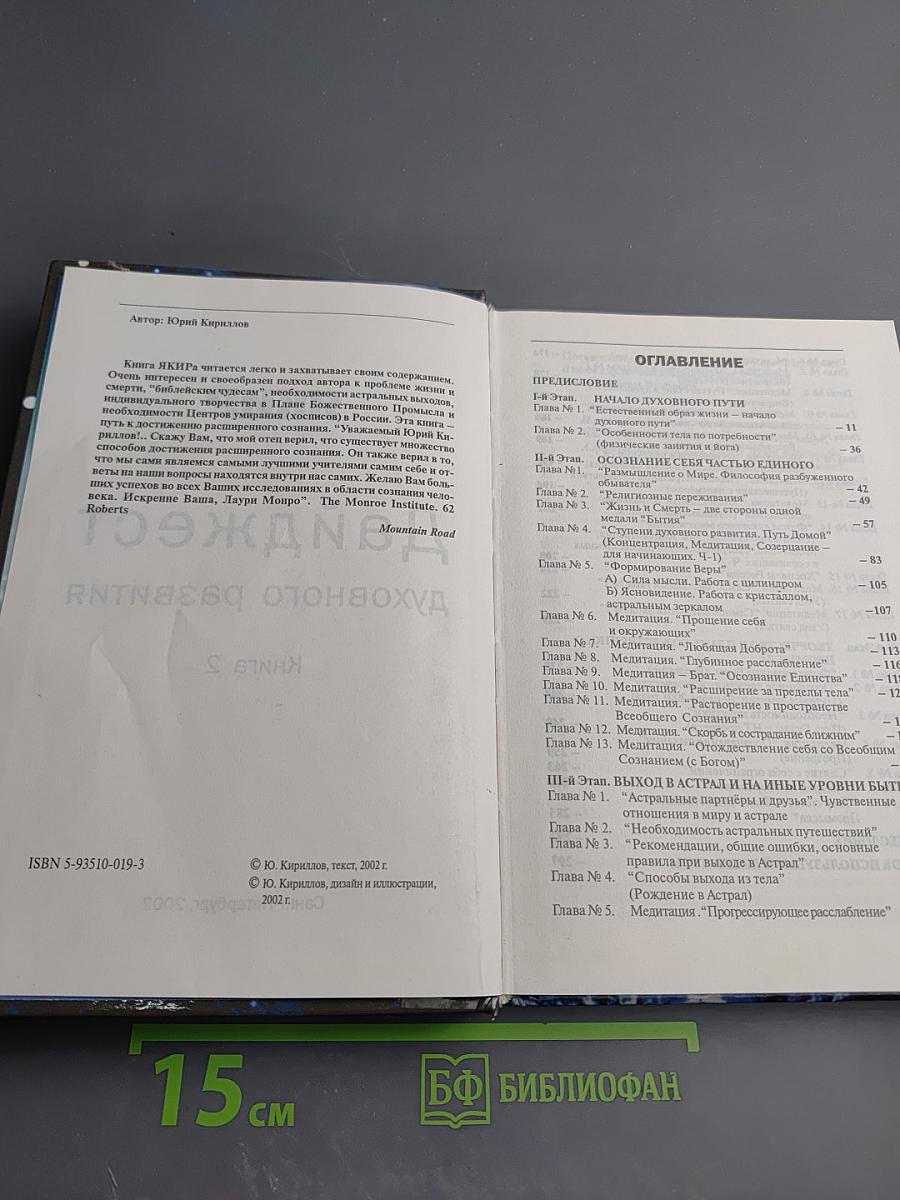 Автор: Юрий Кириллов
Книга ЯКИРа читается легко и захватывает своим содержанием.
Очень интересен и своеобразен подход автора к проблеме жизни и
смерти, “библейским чудесам”, необходимости астральных выходов,
индивидуального творчества в Плане Божественного Промысла и
необходимости Центров умирания (хосписов) в России. Эта книга –
путь к достижению расширенного сознания. “Уважаемый Юрий Ки-
риллов!.. Скажу Вам, что мой отец верил, что существует множество
способов достижения расширенного сознания. Он также верил в то,
что мы сами являемся самыми лучшими учителями самим себе и от-
веты на наши вопросы находятся внутри нас самих. Желаю Вам боль-
ших успехов во всех Ваших исследованиях в области сознания чело-
века. Искренне Ваша, Лаури Монро”. The Monroe Institute. 62
Roberts
Mountain Road
Дайджест
духовного развития
Книга 2
ISBN 5-93510-019-3
© Ю. Кириллов, текст, 2002 г.
© Ю. Кириллов, дизайн и иллюстрации,
2002 г.
Санкт-Петербург, 2002
ОГЛАВЛЕНИЕ
ПРЕДИСЛОВИЕ
I-й Этап. НАЧАЛО ДУХОВНОГО ПУТИ
Глава № 1. “Естественный образ жизни – начало
духовного пути” – 11
Глава № 2. “Особенности тела по потребности”
(физические занятия и йога) – 36
II-й Этап. ОСОЗНАНИЕ СЕБЯ ЧАСТЬЮ ЕДИНОГО
Глава №1. “Размышление о Мире. Философия разбуженного
обывателя” – 42
Глава № 2. “Религиозные переживания” – 49
Глава № 3. “Жизнь и Смерть – две стороны одной
медали “Бытия” – 57
Глава № 4. “Ступени духовного развития. Путь Домой”
(Концентрация, Медитация, Созерцание –
для начинающих. Ч-1) – 83
Глава № 5. “Формирование Веры”
А) Сила мысли. Работа с цилиндром – 105
Б) Ясновидение. Работа с кристаллом,
астральным зеркалом –107
Глава № 6. Медитация. “Прощение себя
и окружающих” – 110
Глава № 7. Медитация. “Любящая Доброта” – 113
Глава № 8. Медитация. “Глубинное расслабление” – 116
Глава № 9. Медитация – Брат. “Осознание Единства” – 118
Глава № 10. Медитация. “Расширение за пределы тела” – 12
Глава № 11. Медитация. “Растворение в пространстве
Всеобщего Сознания” – 1
Глава № 12. Медитация. “Скорбь и сострадание ближним” –
Глава № 13. Медитация. “Отождествление себя со Всеобщим
Сознанием (с Богом)” –
III-й Этап. ВЫХОД В АСТРАЛ И НА ИНЫЕ УРОВНИ БЫТИ
Глава № 1. “Астральные партнёры и друзья”. Чувственные
отношения в миру и астрале
Глава № 2. “Необходимость астральных путешествий”
Глава № 3. “Рекомендации, общие ошибки, основные
правила при выходе в Астрал”
Глава № 4. “Способы выхода из тела”
(Рождение в Астрал)
Глава № 5. Медитация .“Прогрессирующее расслабление”
15 см
БФ БИБЛИОФАН